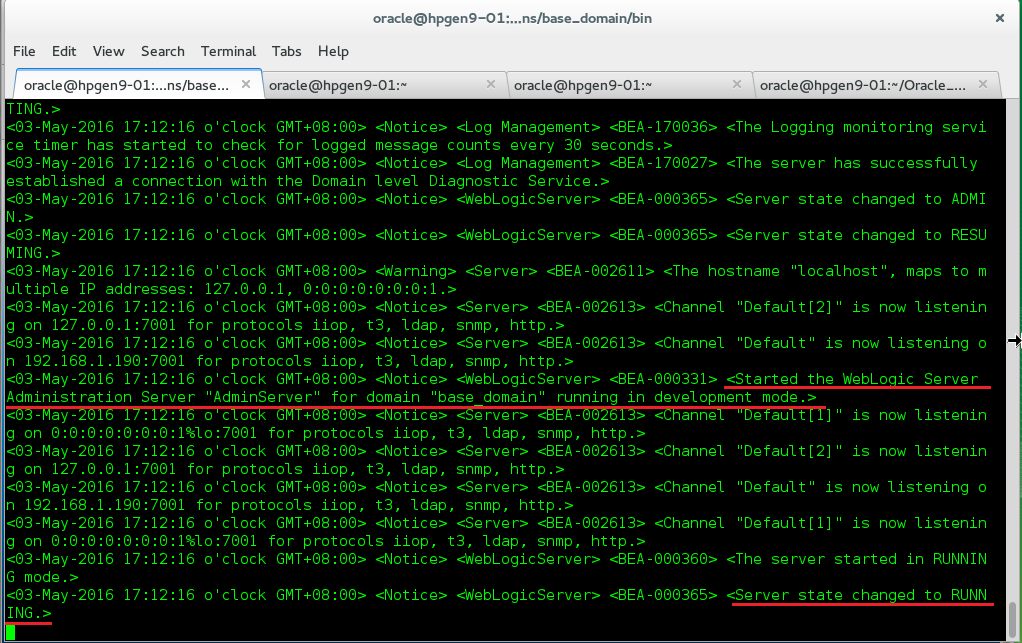 oracle@hpgen9-01:...ns/base_domain/bin
File Edit View Search Terminal Tabs Help
oracle@hpgen9-01:...ns/base... oracle@hpgen9-01:~ oracle@hpgen9-01:~ oracle@hpgen9-01:~/Oracle_...
TING.>
<03-May-2016 17:12:16 o'clock GMT+08:00> <Notice> <Log Management> <BEA-170036> <The Logging monitoring servi
ce timer has started to check for logged message counts every 30 seconds.>
<03-May-2016 17:12:16 o'clock GMT+08:00> <Notice> <Log Management> <BEA-170027> <The server has successfully
established a connection with the Domain level Diagnostic Service.>
<03-May-2016 17:12:16 o'clock GMT+08:00> <Notice> <WebLogicServer> <BEA-000365> <Server state changed to ADMI
N.>
<03-May-2016 17:12:16 o'clock GMT+08:00> <Notice> <WebLogicServer> <BEA-000365> <Server state changed to RESU
MING.>
<03-May-2016 17:12:16 o'clock GMT+08:00> <Warning> <Server> <BEA-002611> <The hostname "localhost", maps to m
ultiple IP addresses: 127.0.0.1, 0:0:0:0:0:0:0:1.>
<03-May-2016 17:12:16 o'clock GMT+08:00> <Notice> <Server> <BEA-002613> <Channel "Default[2]" is now listenin
g on 127.0.0.1:7001 for protocols iiop, t3, ldap, snmp, http.>
<03-May-2016 17:12:16 o'clock GMT+08:00> <Notice> <Server> <BEA-002613> <Channel "Default" is now listening o
n 192.168.1.190:7001 for protocols iiop, t3, ldap, snmp, http.>
<03-May-2016 17:12:16 o'clock GMT+08:00> <Notice> <WebLogicServer> <BEA-000331> <Started the WebLogic Server
Administration Server "AdminServer" for domain "base_domain" running in development mode.>
<03-May-2016 17:12:16 o'clock GMT+08:00> <Notice> <Server> <BEA-002613> <Channel "Default[1]" is now listenin
g on 0:0:0:0:0:0:0:1%lo:7001 for protocols iiop, t3, ldap, snmp, http.>
<03-May-2016 17:12:16 o'clock GMT+08:00> <Notice> <Server> <BEA-002613> <Channel "Default[2]" is now listenin
g on 127.0.0.1:7001 for protocols iiop, t3, ldap, snmp, http.>
<03-May-2016 17:12:16 o'clock GMT+08:00> <Notice> <Server> <BEA-002613> <Channel "Default" is now listening o
n 192.168.1.190:7001 for protocols iiop, t3, ldap, snmp, http.>
<03-May-2016 17:12:16 o'clock GMT+08:00> <Notice> <Server> <BEA-002613> <Channel "Default[1]" is now listenin
g on 0:0:0:0:0:0:0:1%lo:7001 for protocols iiop, t3, ldap, snmp, http.>
<03-May-2016 17:12:16 o'clock GMT+08:00> <Notice> <WebLogicServer> <BEA-000360> <The server started in RUNNIN
G mode.>
<03-May-2016 17:12:16 o'clock GMT+08:00> <Notice> <WebLogicServer> <BEA-000365> <Server state changed to RUNN
ING.>